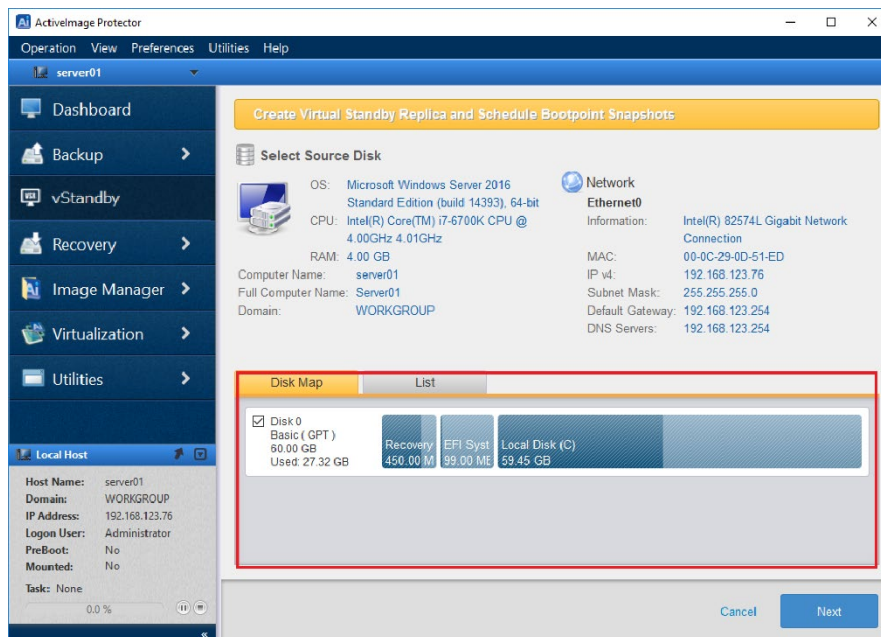 ActiveImage Protector
Operation View Preferences Utilities Help
server01
Dashboard
Backup
vStandby
Recovery
Image Manager
Virtualization
Utilities
Local Host
Host Name: server01
Domain: WORKGROUP
IP Address: 192.168.123.76
Logon User: Administrator
PreBoot: No
Mounted: No
Task: None
0.0 %
Create Virtual Standby Replica and Schedule Bootpoint Snapshots
Select Source Disk
OS: Microsoft Windows Server 2016
Standard Edition (build 14393), 64-bit
CPU: Intel(R) Core(TM) i7-6700K CPU @
4.00GHz 4.01GHz
RAM: 4.00 GB
Computer Name: server01
Full Computer Name: Server01
Domain: WORKGROUP
Network
Ethernet0
Information: Intel(R) 82574L Gigabit Network
Connection
MAC: 00-0C-29-0D-51-ED
IP v4: 192.168.123.76
Subnet Mask: 255.255.255.0
Default Gateway: 192.168.123.254
DNS Servers: 192.168.123.254
Disk Map List
Disk 0
Basic ( GPT )
60.00 GB
Used: 27.32 GB
Recovery
450.00 M
EFI Syst
99.00 ME
Local Disk (C)
59.45 GB
Cancel Next